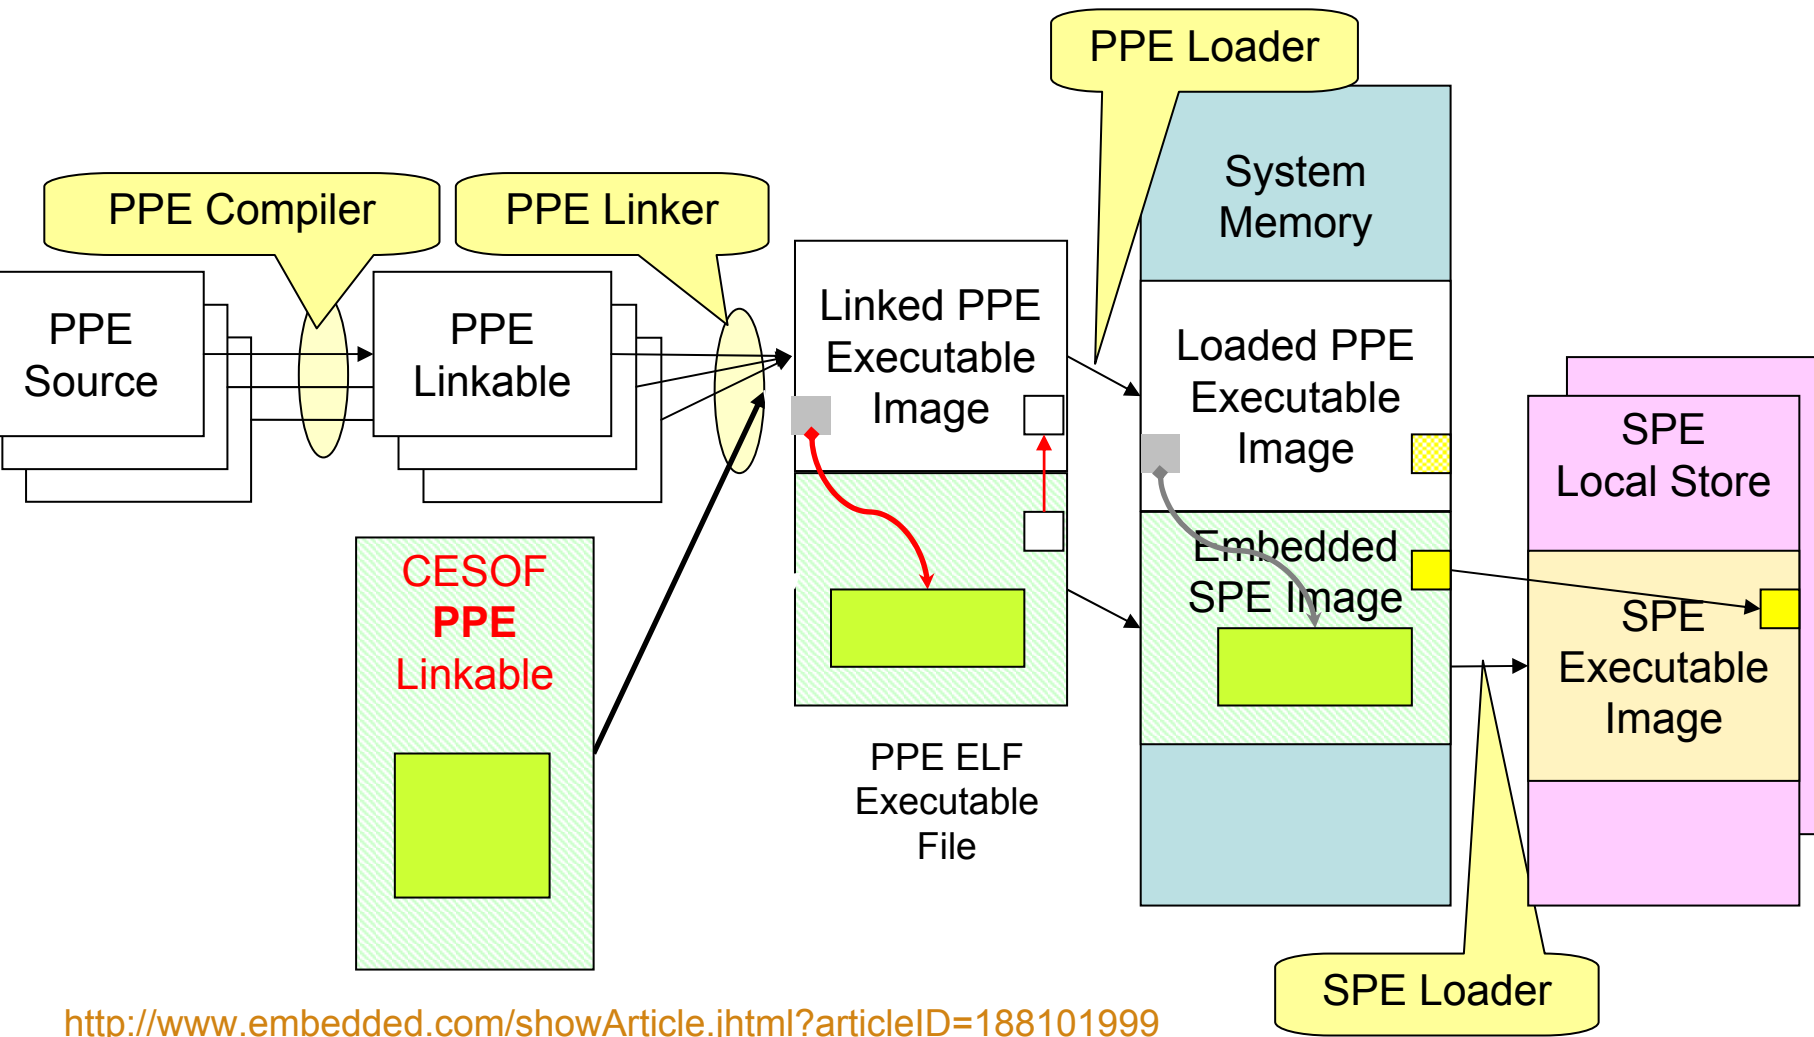 PPE Loader
System
Memory
PPE Compiler
PPE Linker
PPE
Source
PPE
Linkable
Linked PPE
Executable
Image
Loaded PPE
Executable
Image
SPE
Local Store
CESOF
PPE
Linkable
Embedded
SPE Image
SPE
Executable
Image
PPE ELF
Executable
File
SPE Loader
http://www.embedded.com/showArticle.jhtml?articleID=188101999